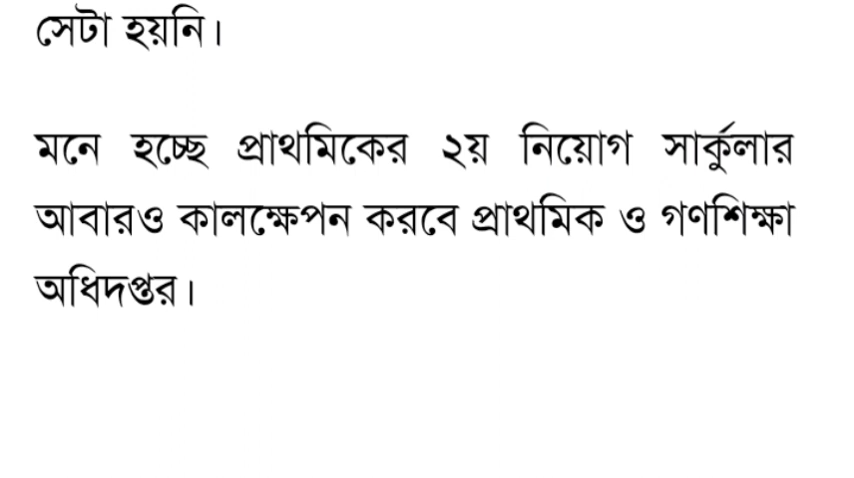 সেটা হয়নি।
মনে হচ্ছে প্রাথমিকের ২য় নিয়োগ সার্কুলার
আবারও কালক্ষেপন করবে প্রাথমিক ও গণশিক্ষা
অধিদপ্তর।